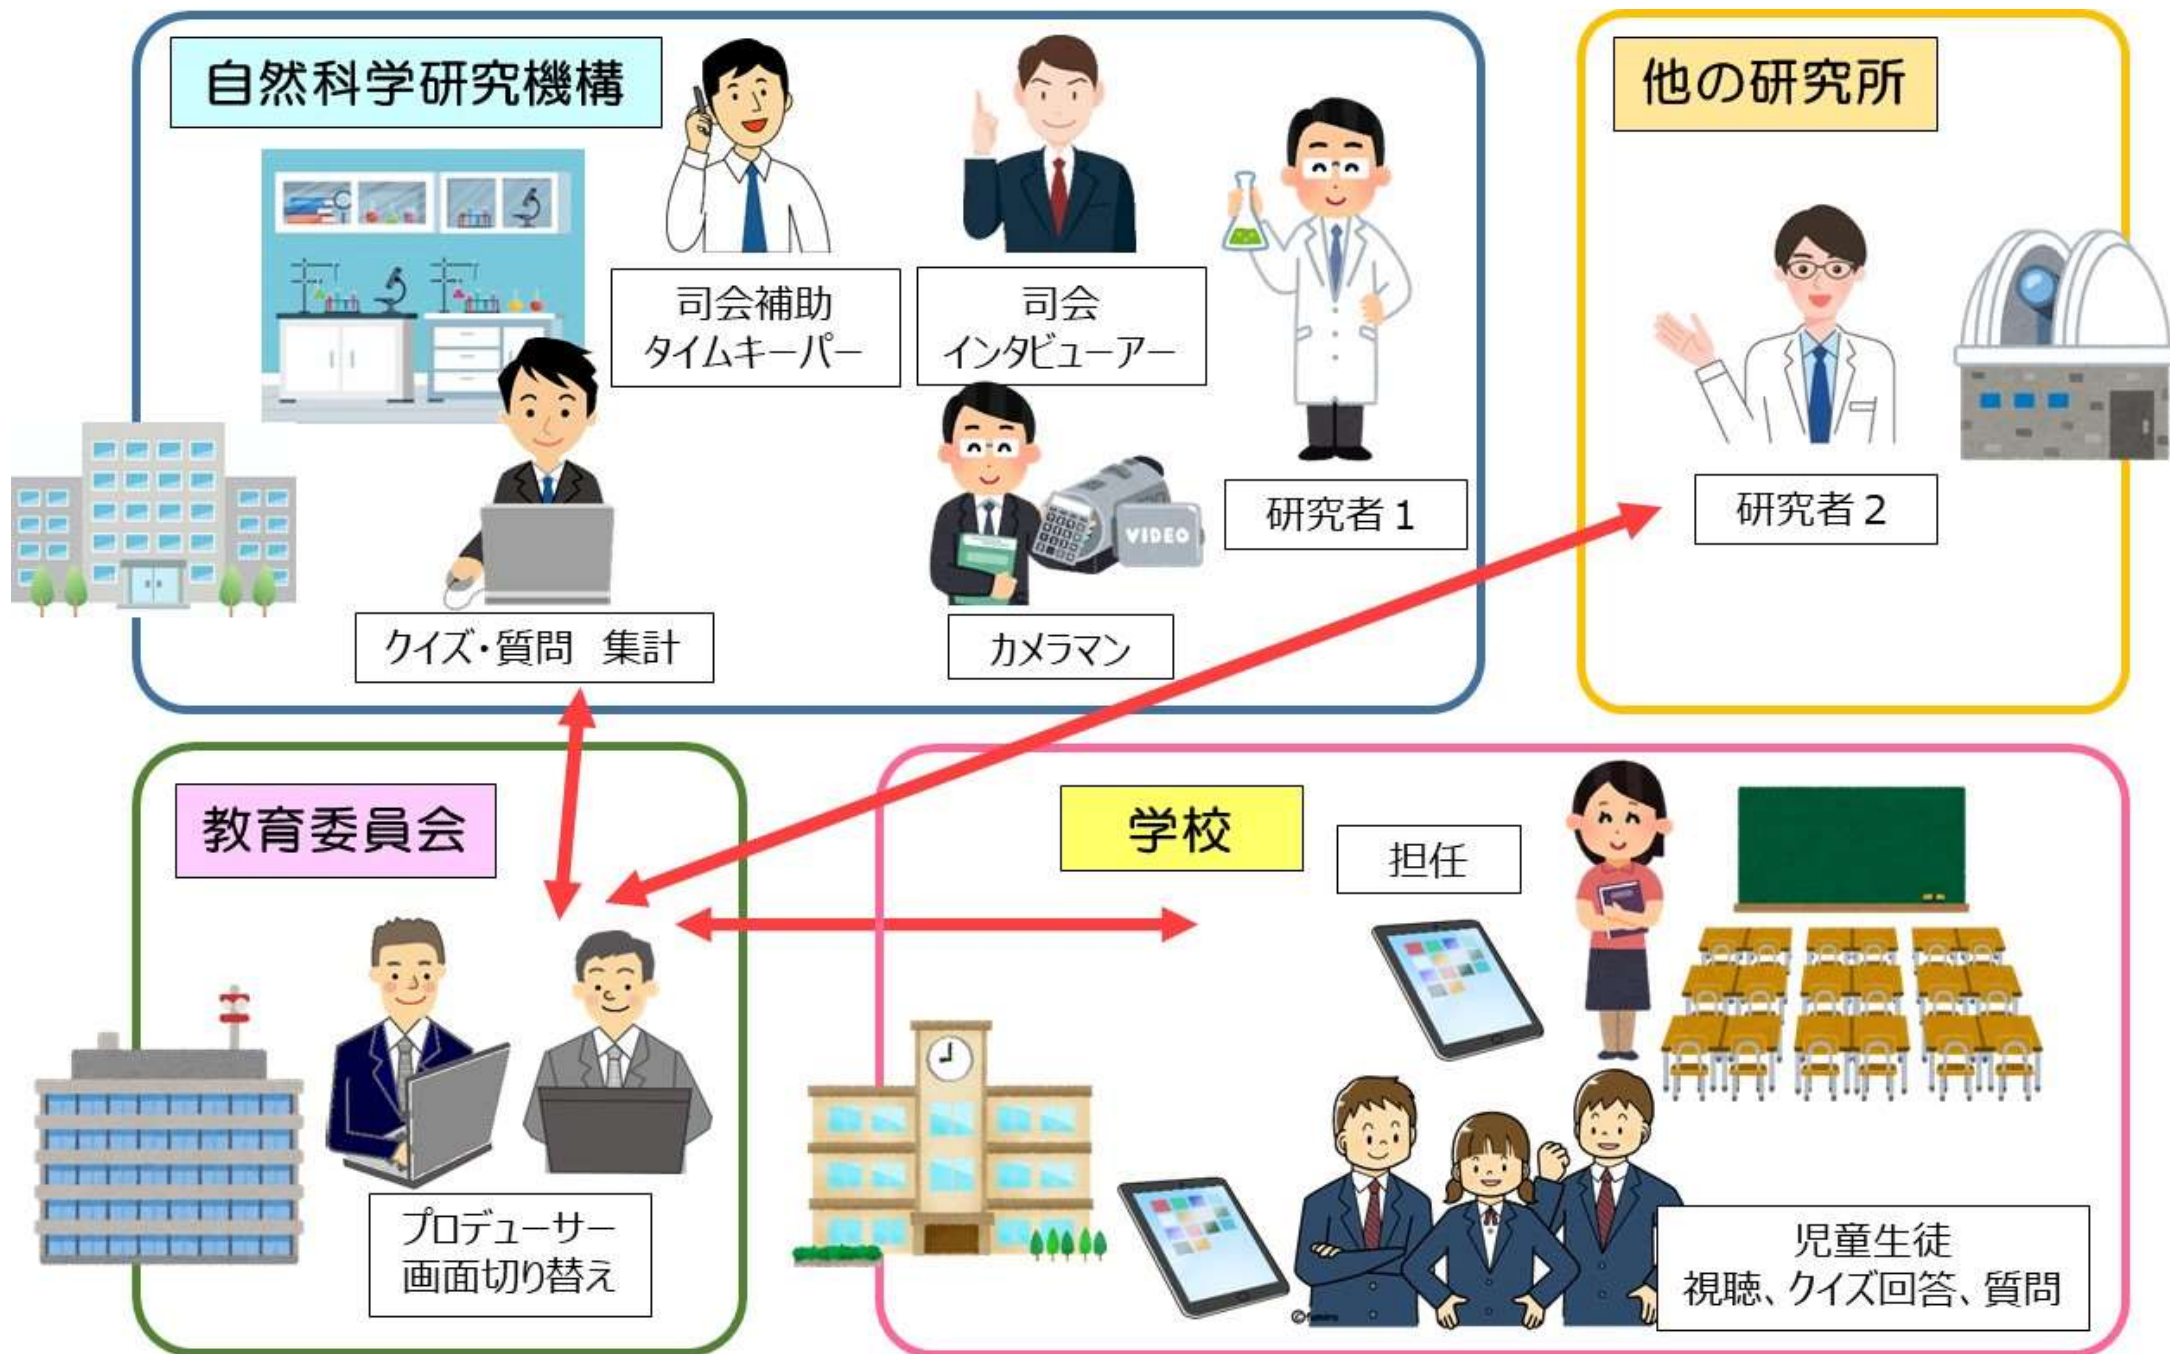 自然科学研究機構
他の研究所
司会補助
タイムキーパー
司会
インタビューアー
研究者1
研究者2
VIDEO
クイズ・質問　集計
カメラマン
教育委員会
学校
担任
プロデューサー
画面切り替え
児童生徒
視聴、クイズ回答、質問